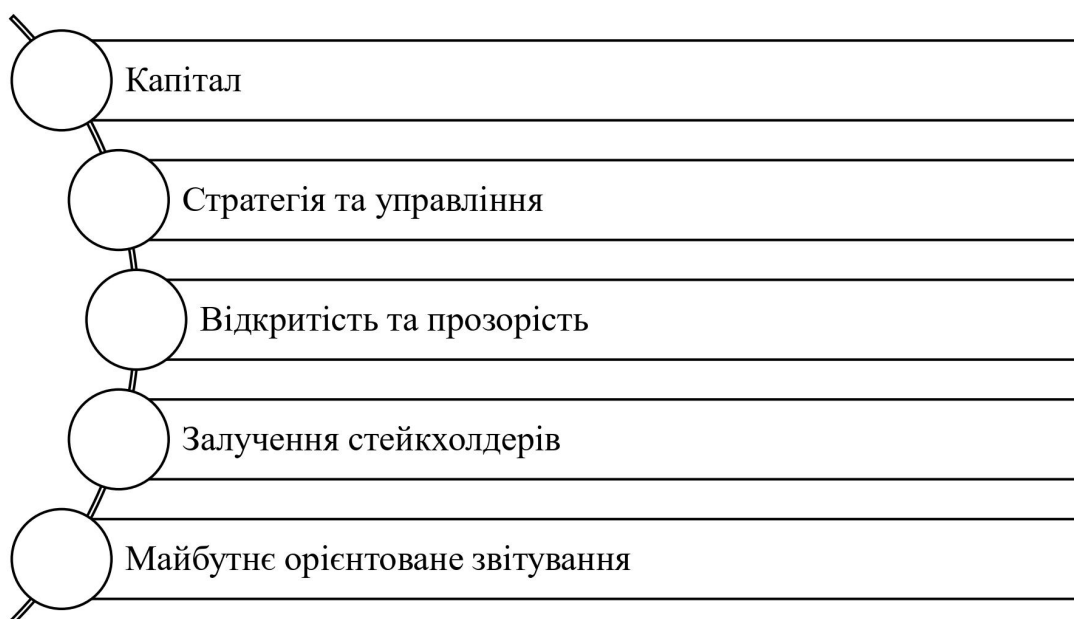 Капітал
Стратегія та управління
Відкритість та прозорість
Залучення стейкхолдерів
Майбутнє орієнтоване звітування